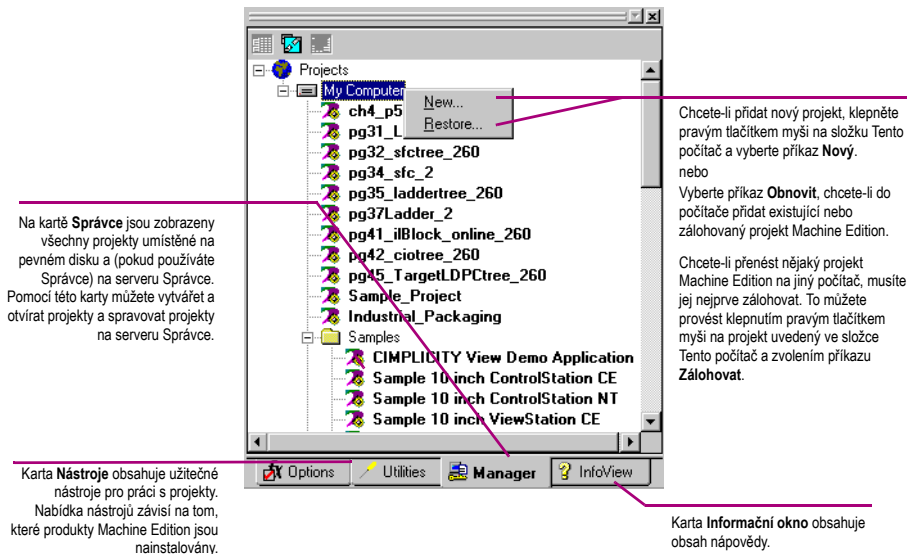 Projects
My Computer
New...
Restore...
ch4_p5
pg31_L
pg32_sfctree_260
pg34_sfc_2
pg35_laddertree_260
pg37Ladder_2
pg41_ilBlock_online_260
pg42_ciotree_260
pg45_TargetLDPCtree_260
Sample_Project
Industrial_Packaging
Samples
CIMPLICITY View Demo Application
Sample 10 inch ControlStation CE
Sample 10 inch ControlStation NT
Sample 10 inch ViewStation CE
Options
Utilities
Manager
InfoView
Chcete-li přidat nový projekt, klepněte
pravým tlačítkem myši na složku Tento
počítač a vyberte příkaz Nový.
nebo
Vyberte příkaz Obnovit, chcete-li do
počítače přidat existující nebo
zálohovaný projekt Machine Edition.
Chcete-li přenést nějaký projekt
Machine Edition na jiný počítač, musíte
jej nejprve zálohovat. To můžete
provést klepnutím pravým tlačítkem
myši na projekt uvedený ve složce
Tento počítač a zvolením příkazu
Zálohovat.
Na kartě Správce jsou zobrazeny
všechny projekty umístěné na
pevném disku a (pokud používáte
Správce) na serveru Správce.
Pomocí této karty můžete vytvářet a
otvírat projekty a spravovat projekty
na serveru Správce.
Karta Nástroje obsahuje užitečné
nástroje pro práci s projekty.
Nabídka nástrojů závisí na tom,
které produkty Machine Edition jsou
nainstalovány.
Karta Informační okno obsahuje
obsah nápovědy.